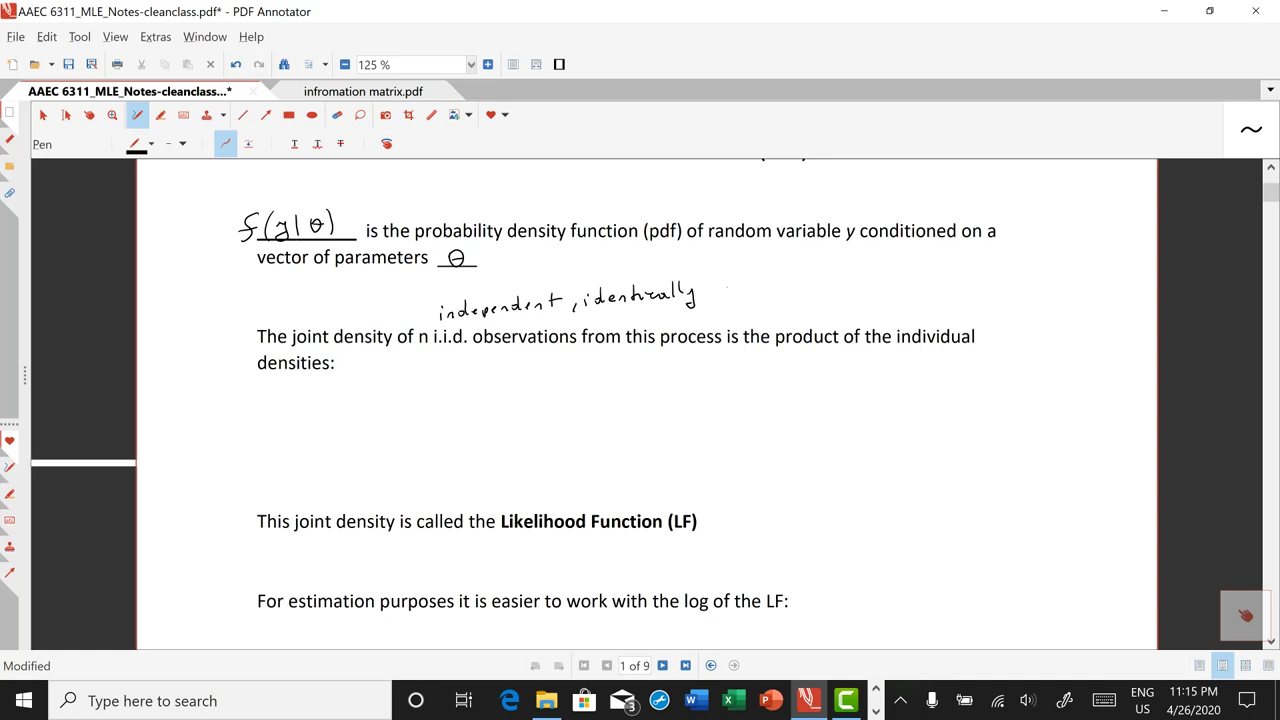 AAEC 6311_MLE_Notes-cleanclass.pdf* - PDF Annotator
File Edit Tool View Extras Window Help
125 %
AAEC 6311_MLE_Notes-cleanclass...*
infromation matrix.pdf
Pen
f(y|θ) is the probability density function (pdf) of random variable y conditioned on a
vector of parameters θ
independent, identically
The joint density of n i.i.d. observations from this process is the product of the individual
densities:
This joint density is called the Likelihood Function (LF)
For estimation purposes it is easier to work with the log of the LF:
Modified
1 of 9
Type here to search
3
ENG
US
11:15 PM
4/26/2020